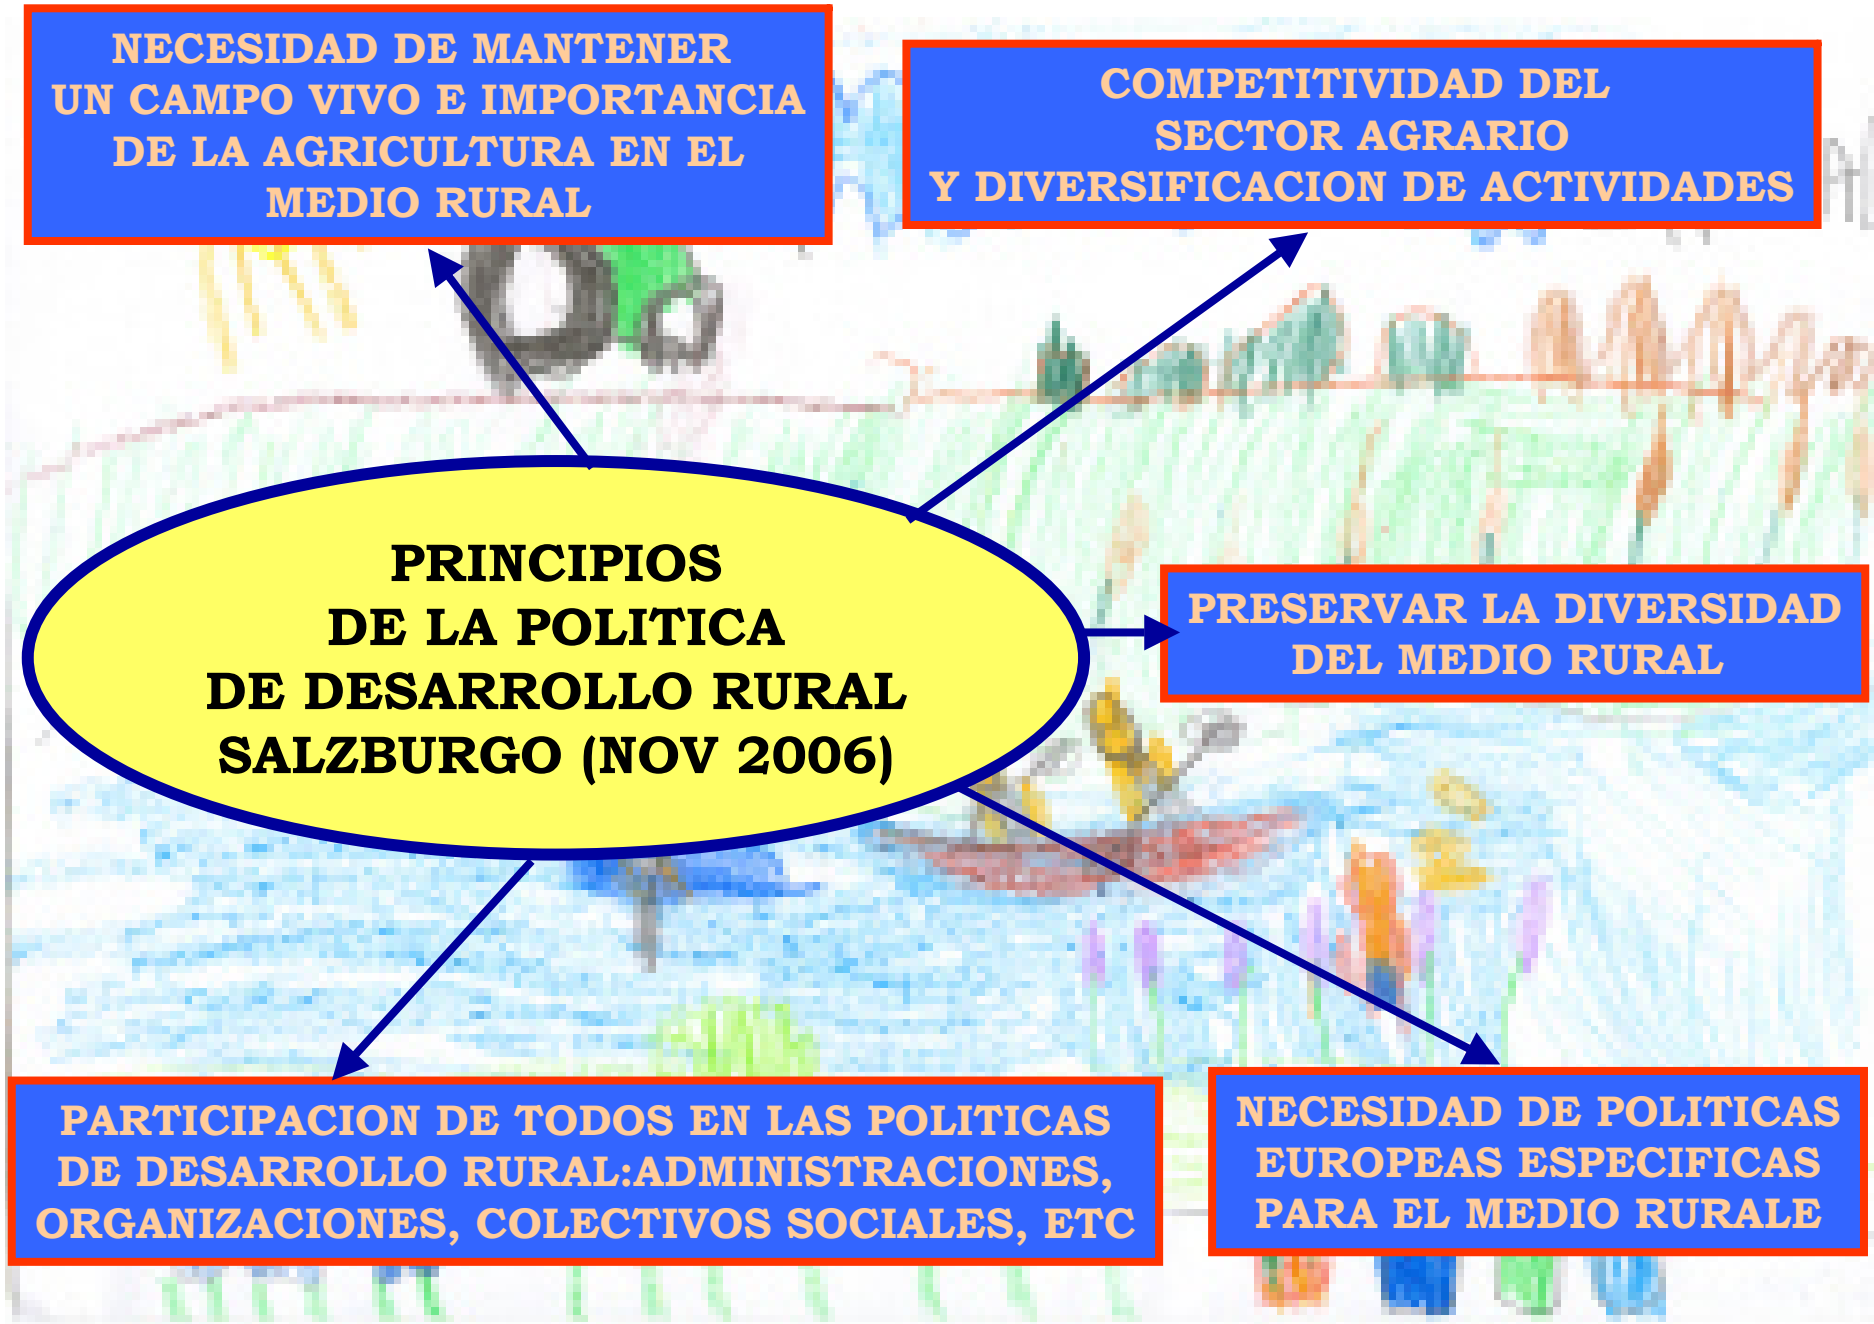 NECESIDAD DE MANTENER
UN CAMPO VIVO E IMPORTANCIA
DE LA AGRICULTURA EN EL
MEDIO RURAL
COMPETITIVIDAD DEL
SECTOR AGRARIO
Y DIVERSIFICACION DE ACTIVIDADES
PRINCIPIOS
DE LA POLITICA
DE DESARROLLO RURAL
SALZBURGO (NOV 2006)
PRESERVAR LA DIVERSIDAD
DEL MEDIO RURAL
PARTICIPACION DE TODOS EN LAS POLITICAS
DE DESARROLLO RURAL:ADMINISTRACIONES,
ORGANIZACIONES, COLECTIVOS SOCIALES, ETC
NECESIDAD DE POLITICAS
EUROPEAS ESPECIFICAS
PARA EL MEDIO RURALE